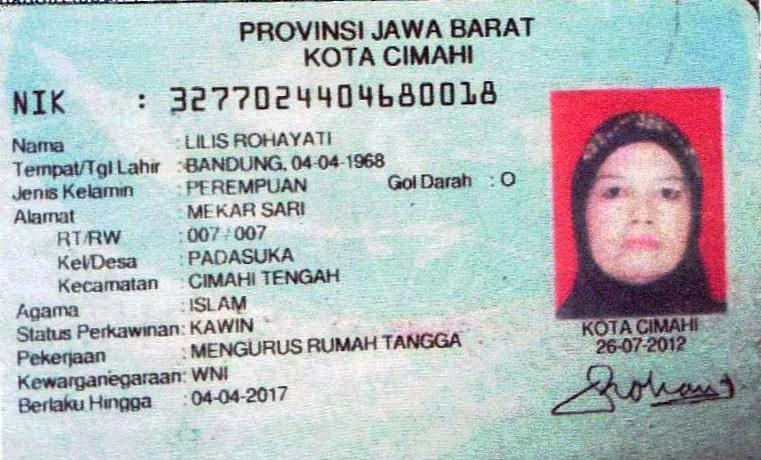 PROVINSI JAWA BARAT
KOTA CIMAHI
NIK : 3277024404680018
Nama : LILIS ROHAYATI
Tempat/Tgl Lahir : BANDUNG, 04-04-1968
Jenis Kelamin : PEREMPUAN Gol Darah : O
Alamat : MEKAR SARI
RT/RW : 007 / 007
Kel/Desa : PADASUKA
Kecamatan : CIMAHI TENGAH
Agama : ISLAM
Status Perkawinan: KAWIN
Pekerjaan : MENGURUS RUMAH TANGGA
Kewarganegaraan: WNI
Berlaku Hingga : 04-04-2017
KOTA CIMAHI
26-07-2012